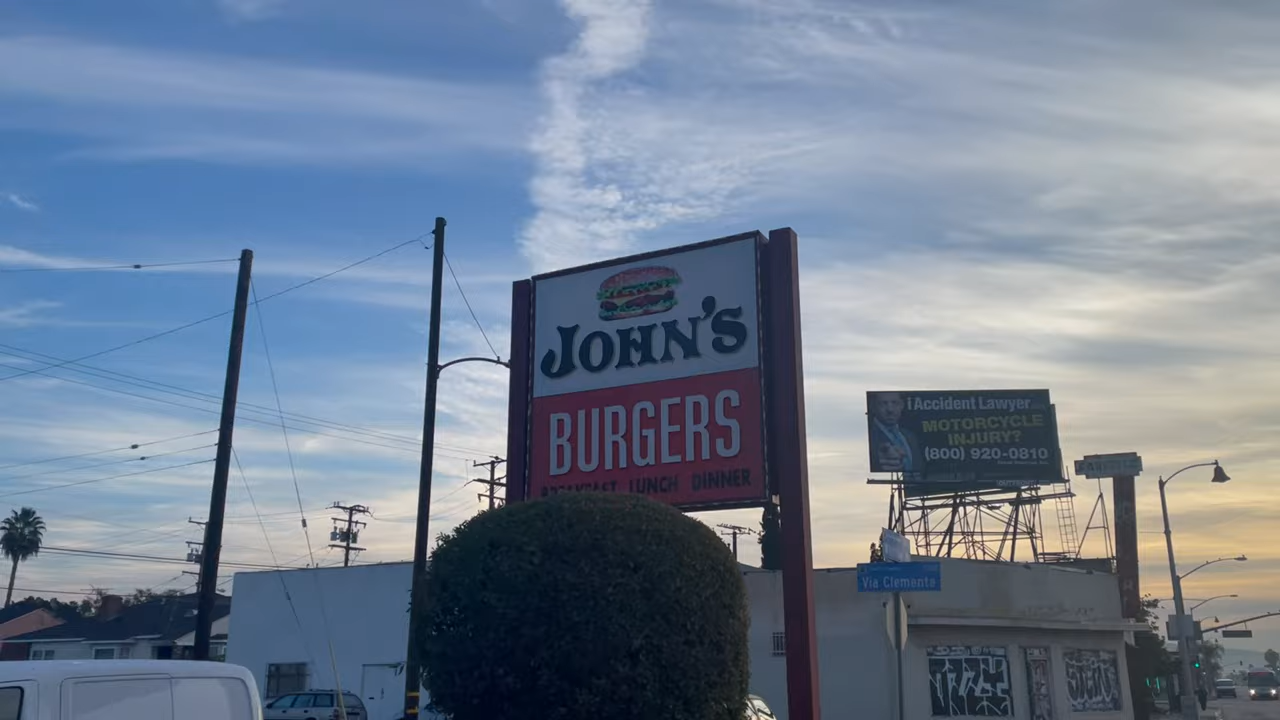 JOHN'S
BURGERS
BREAKFAST LUNCH DINNER
i Accident Lawyer
MOTORCYCLE
INJURY?
(800) 920-0810
Via Clemente